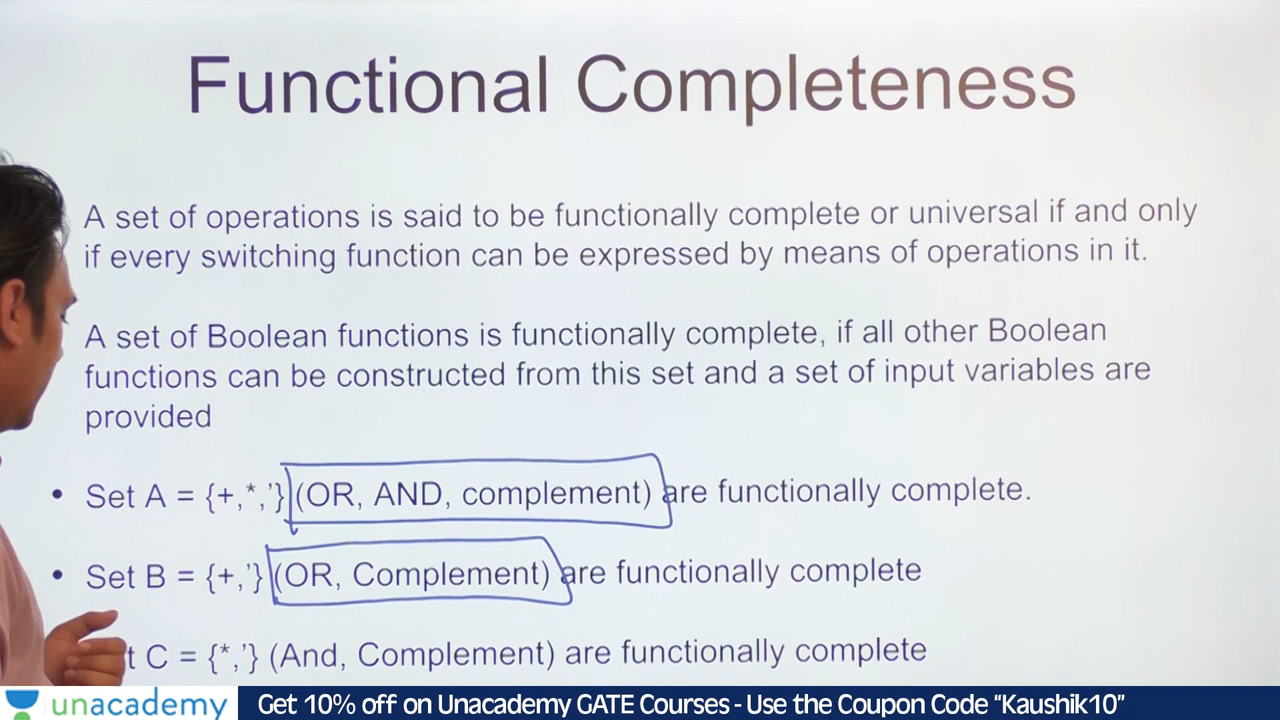 Functional Completeness
A set of operations is said to be functionally complete or universal if and only
if every switching function can be expressed by means of operations in it.
A set of Boolean functions is functionally complete, if all other Boolean
functions can be constructed from this set and a set of input variables are
provided
• Set A = {+,*,'} (OR, AND, complement) are functionally complete.
• Set B = {+,'} (OR, Complement) are functionally complete
t C = {*,'} (And, Complement) are functionally complete
unacademy
Get 10% off on Unacademy GATE Courses - Use the Coupon Code "Kaushik10"